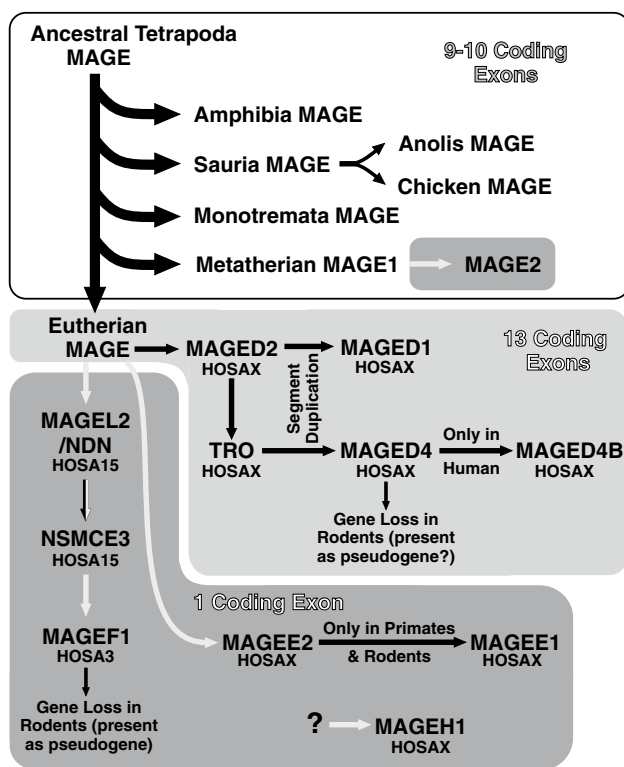 Ancestral Tetrapoda
MAGE
9-10 Coding
Exons
Amphibia MAGE
Sauria MAGE
Anolis MAGE
Chicken MAGE
Monotremata MAGE
Metatherian MAGE1
MAGE2
Eutherian
MAGE
MAGED2
HOSAX
MAGED1
HOSAX
13 Coding
Exons
Segment
Duplication
TRO
HOSAX
MAGED4
HOSAX
Only in
Human
MAGED4B
HOSAX
Gene Loss in
Rodents (present
as pseudogene?)
MAGEL2
/NDN
HOSA15
NSMCE3
HOSA15
MAGEF1
HOSA3
Gene Loss in
Rodents (present
as pseudogene)
1 Coding Exon
MAGEE2
HOSAX
Only in Primates
& Rodents
MAGEE1
HOSAX
?
MAGEH1
HOSAX